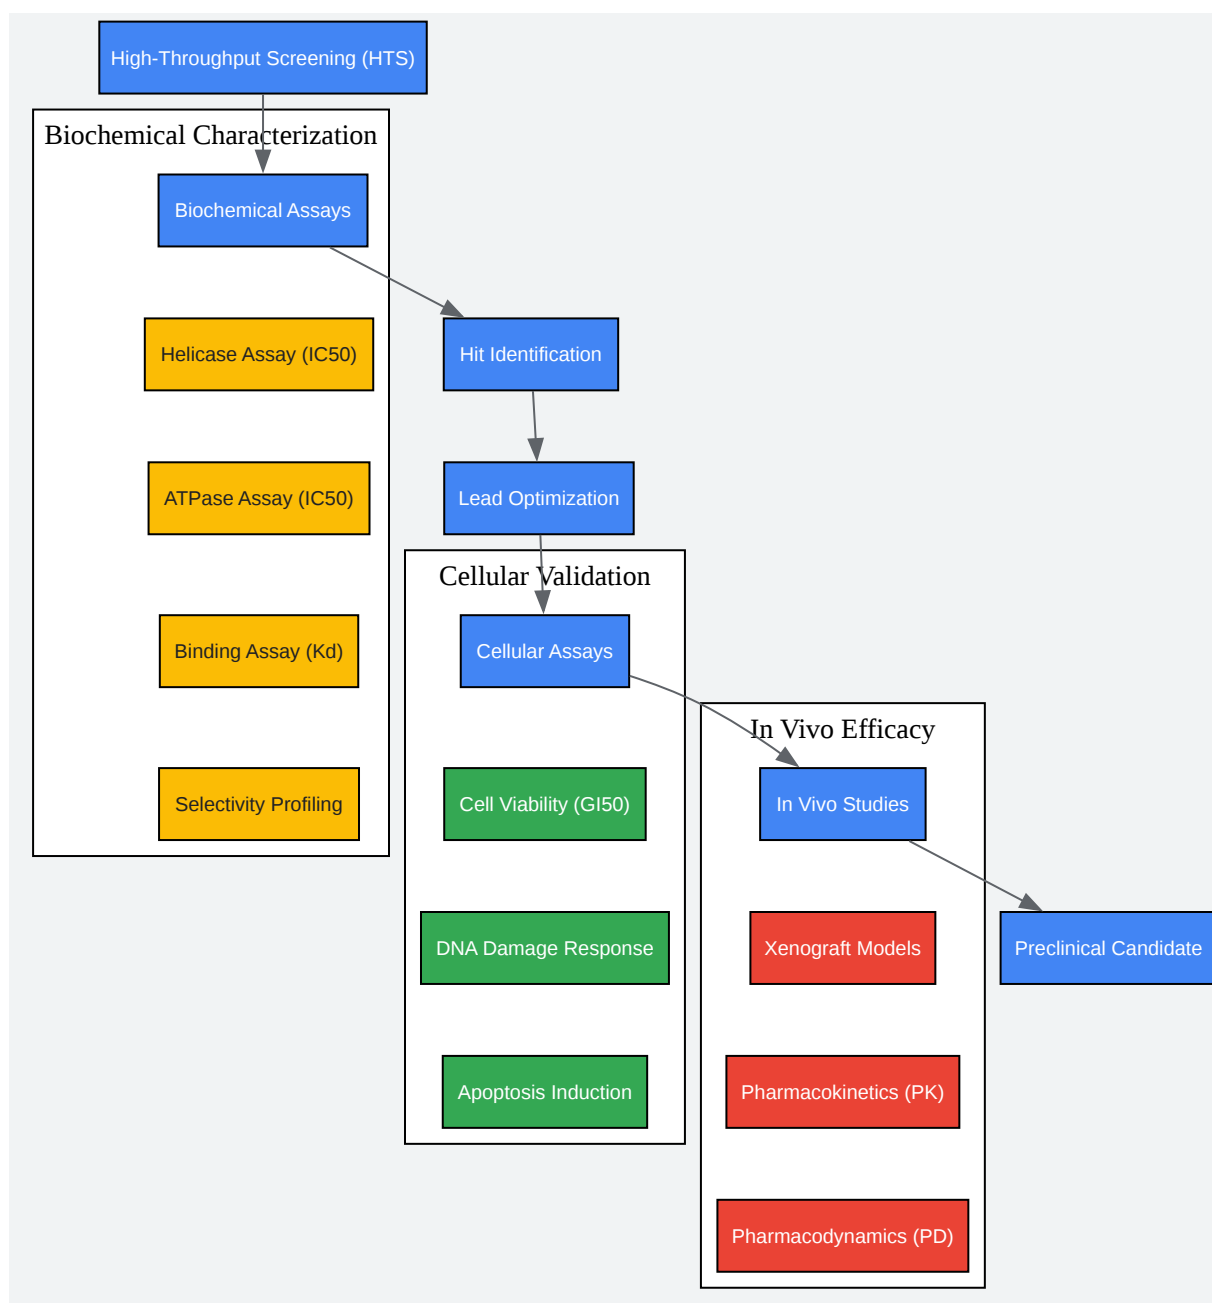 High-Throughput Screening (HTS)
Biochemical Characterization
Biochemical Assays
Helicase Assay (IC50)
Hit Identification
ATPase Assay (IC50)
Lead Optimization
Cellular Validation
Binding Assay (Kd)
Cellular Assays
In Vivo Efficacy
Selectivity Profiling
Cell Viability (GI50)
In Vivo Studies
DNA Damage Response
Xenograft Models
Preclinical Candidate
Apoptosis Induction
Pharmacokinetics (PK)
Pharmacodynamics (PD)